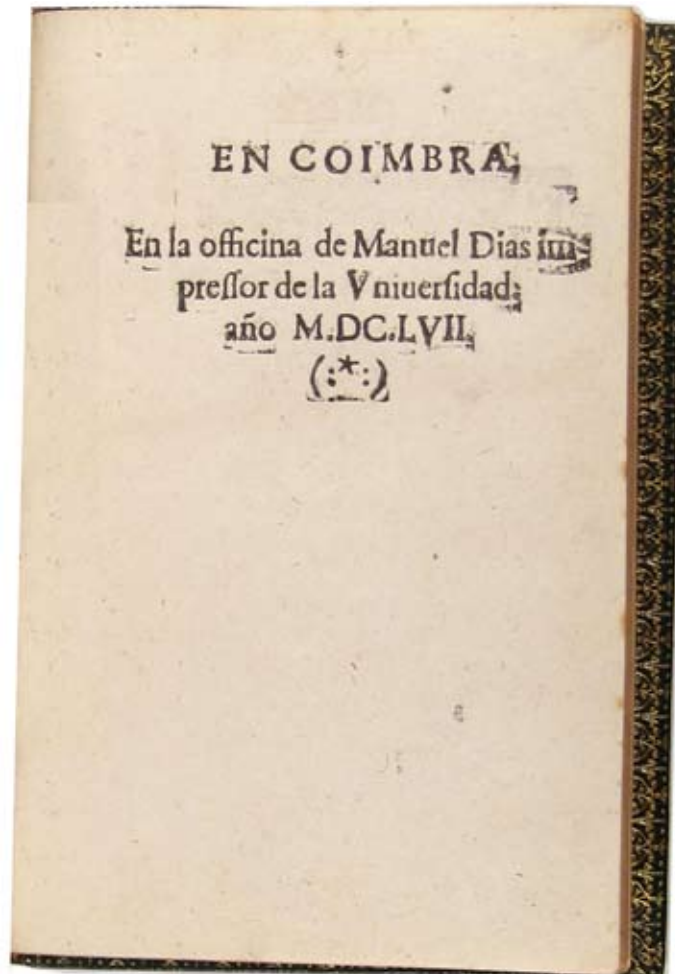 EN COIMBRA,
En la officina de Manuel Dias im-
preſſor de la Vniuerſidad,
año M.DC.LVII.
(:*:)